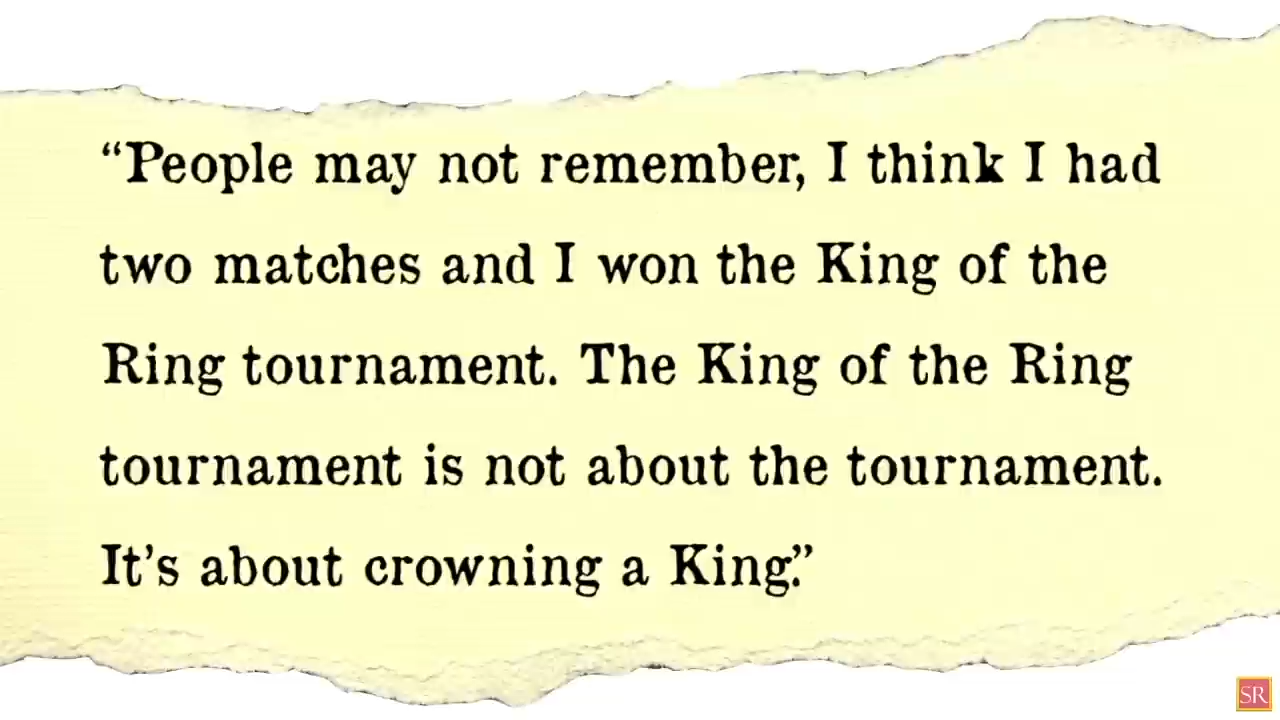 “People may not remember, I think I had
two matches and I won the King of the
Ring tournament. The King of the Ring
tournament is not about the tournament.
It’s about crowning a King.”
SR